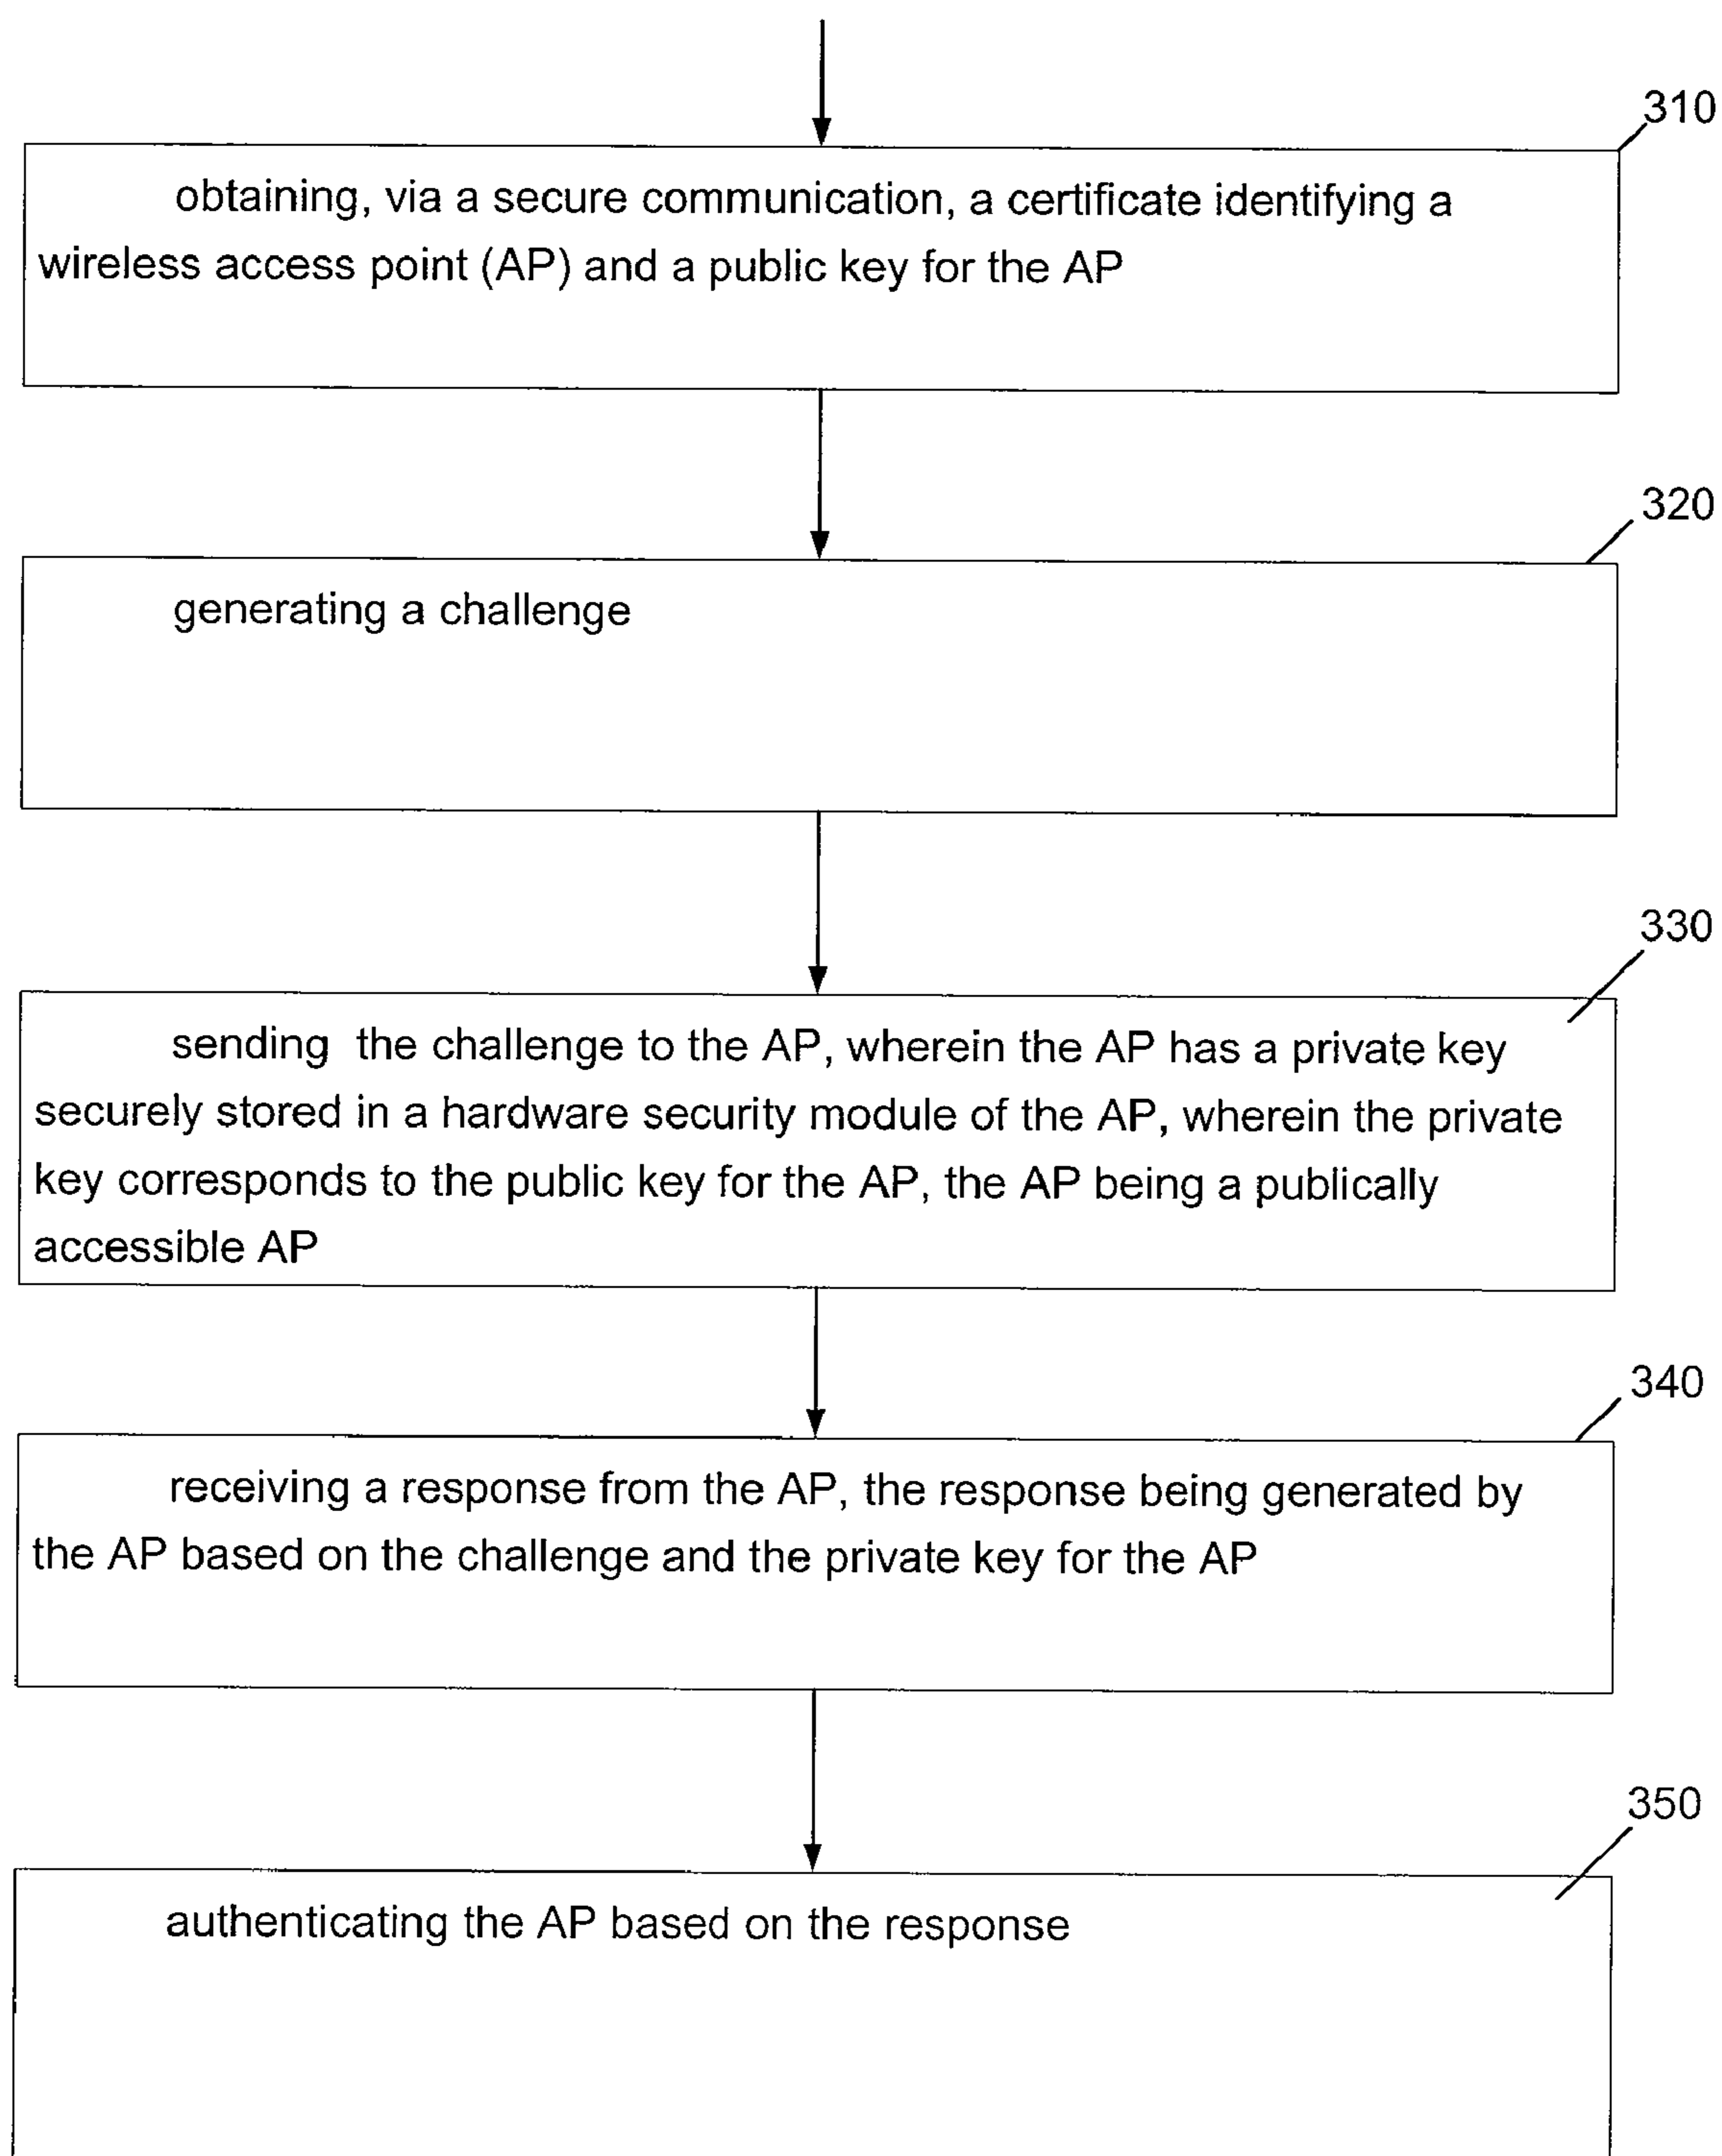 310
obtaining, via a secure communication, a certificate identifying a
wireless access point (AP) and a public key for the AP
320
generating a challenge
330
sending the challenge to the AP, wherein the AP has a private key
securely stored in a hardware security module of the AP, wherein the private
key corresponds to the public key for the AP, the AP being a publically
accessible AP
340
receiving a response from the AP, the response being generated by
the AP based on the challenge and the private key for the AP
350
authenticating the AP based on the response